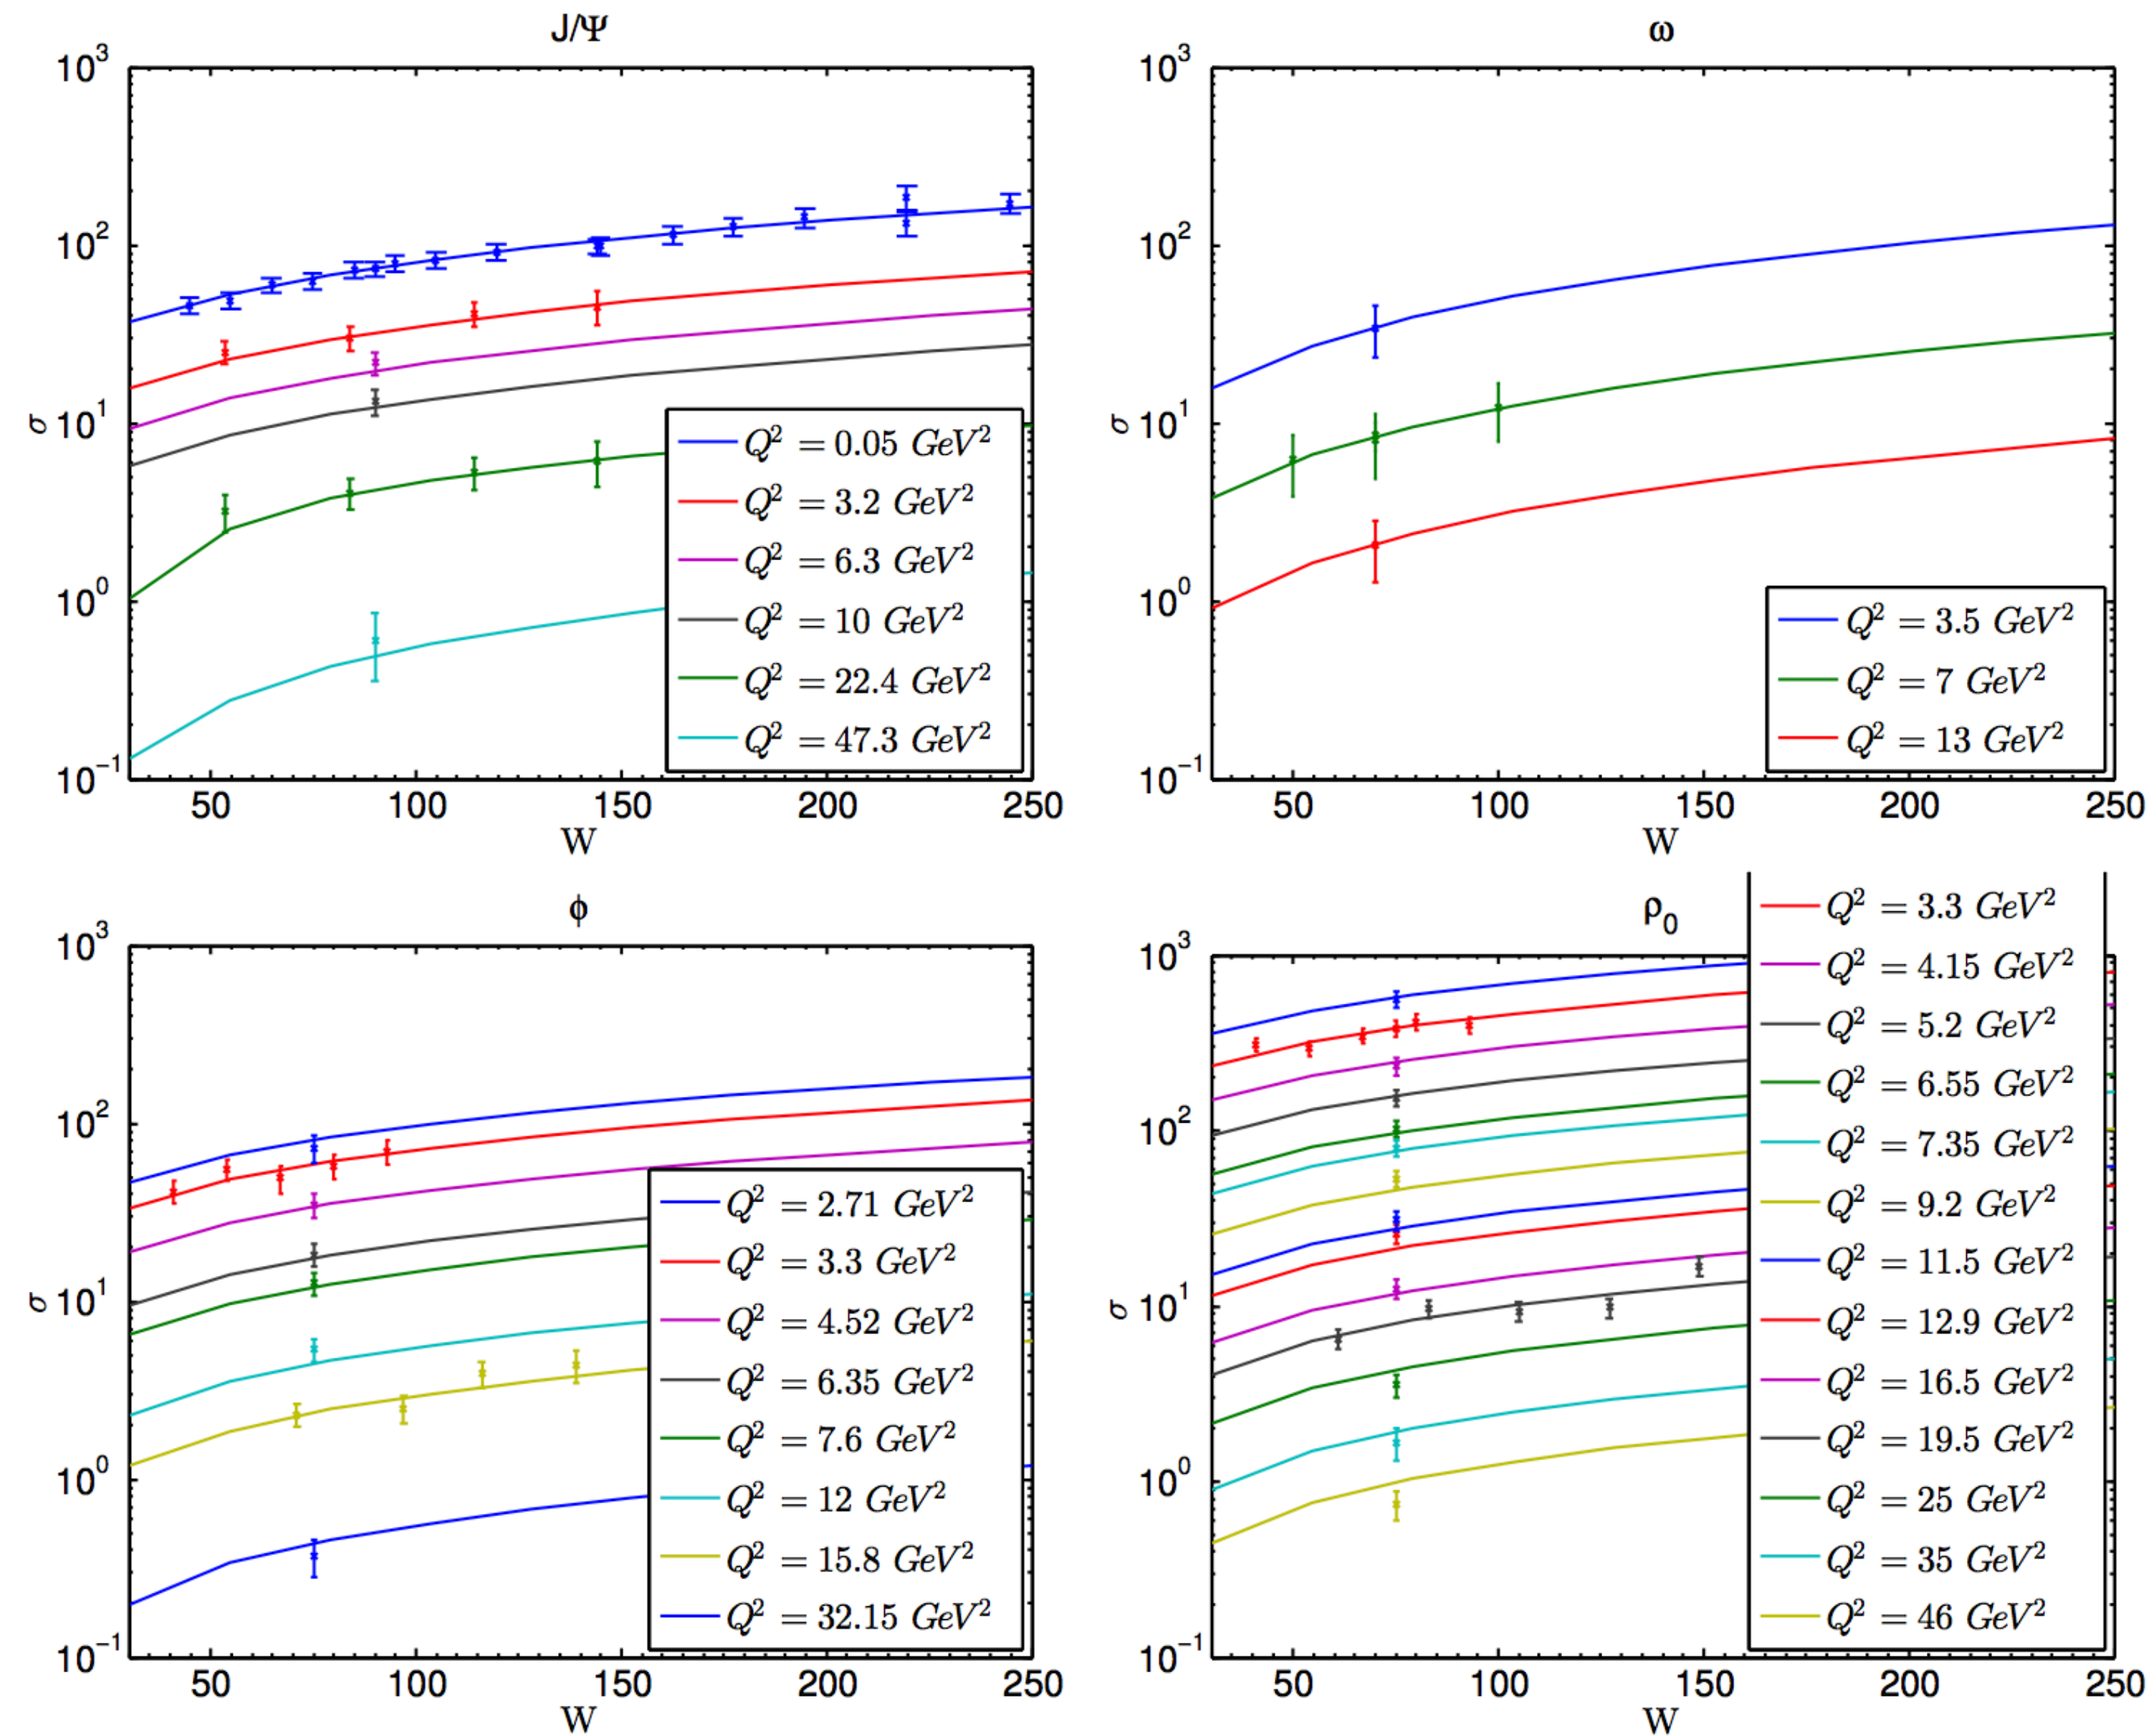 J/Ψ
10³
10²
10¹
10⁰
10⁻¹
σ
50 100 150 200 250
W
Q² = 0.05 GeV²
Q² = 3.2 GeV²
Q² = 6.3 GeV²
Q² = 10 GeV²
Q² = 22.4 GeV²
Q² = 47.3 GeV²
ω
10³
10²
10¹
10⁰
10⁻¹
σ
50 100 150 200 250
W
Q² = 3.5 GeV²
Q² = 7 GeV²
Q² = 13 GeV²
ϕ
10³
10²
10¹
10⁰
10⁻¹
σ
50 100 150 200 250
W
Q² = 2.71 GeV²
Q² = 3.3 GeV²
Q² = 4.52 GeV²
Q² = 6.35 GeV²
Q² = 7.6 GeV²
Q² = 12 GeV²
Q² = 15.8 GeV²
Q² = 32.15 GeV²
ρ₀
10³
10²
10¹
10⁰
10⁻¹
σ
50 100 150 200 250
W
Q² = 3.3 GeV²
Q² = 4.15 GeV²
Q² = 5.2 GeV²
Q² = 6.55 GeV²
Q² = 7.35 GeV²
Q² = 9.2 GeV²
Q² = 11.5 GeV²
Q² = 12.9 GeV²
Q² = 16.5 GeV²
Q² = 19.5 GeV²
Q² = 25 GeV²
Q² = 35 GeV²
Q² = 46 GeV²